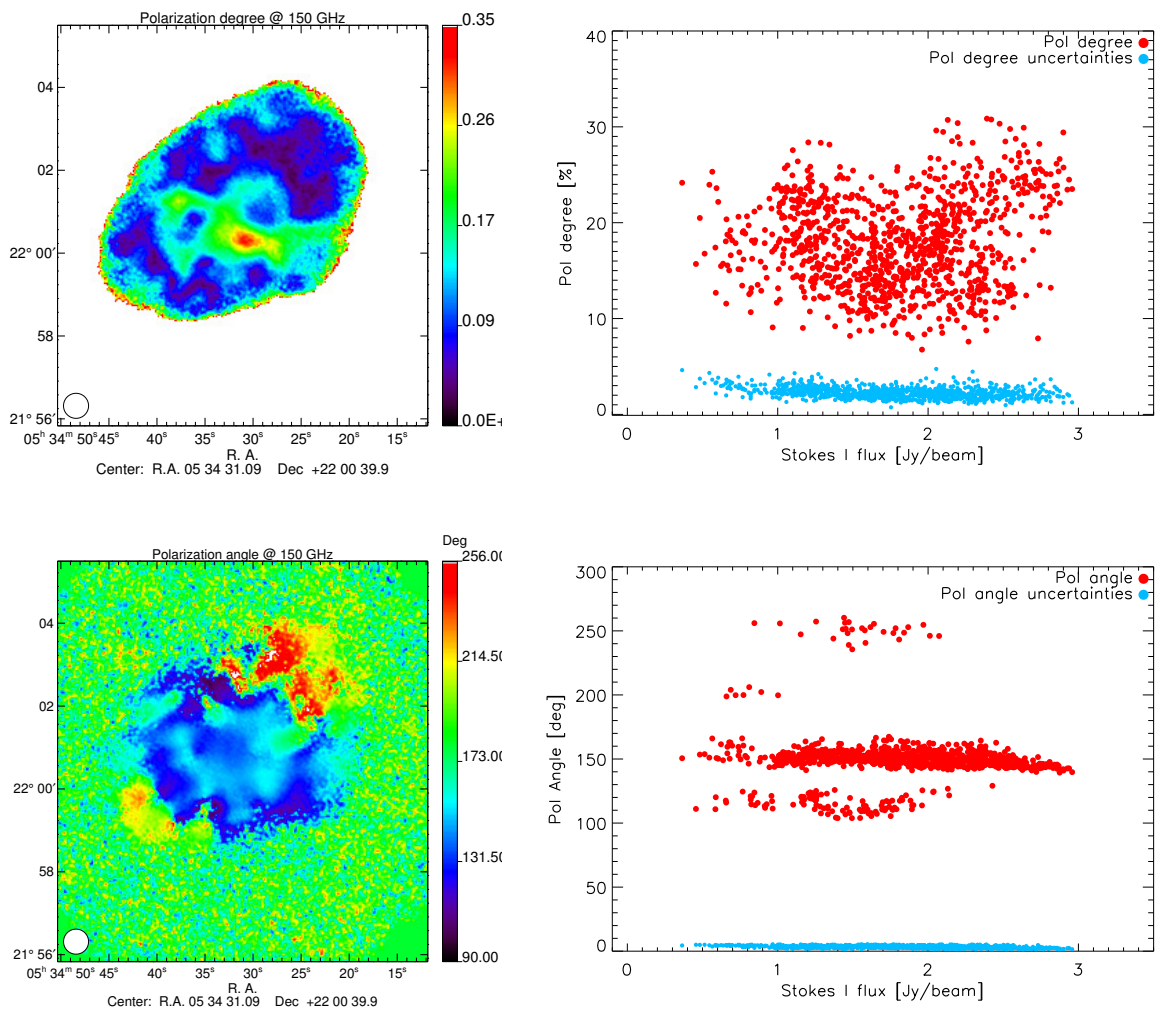 Polarization degree @ 150 GHz
0.35
0.26
0.17
0.09
0.0E+
04
02
22° 00′
58
21° 56′
05ʰ 34ᵐ 50ˢ 45ˢ 40ˢ 35ˢ 30ˢ 25ˢ 20ˢ 15ˢ
R. A.
Center: R.A. 05 34 31.09 Dec +22 00 39.9
Pol degree
Pol degree uncertainties
40
30
20
10
0
Pol degree [%]
0 1 2 3
Stokes I flux [Jy/beam]
Deg
Polarization angle @ 150 GHz
256.00
214.50
173.00
131.50
90.00
04
02
22° 00′
58
21° 56′
05ʰ 34ᵐ 50ˢ 45ˢ 40ˢ 35ˢ 30ˢ 25ˢ 20ˢ 15ˢ
R. A.
Center: R.A. 05 34 31.09 Dec +22 00 39.9
Pol angle
Pol angle uncertainties
300
250
200
150
100
50
0
Pol Angle [deg]
0 1 2 3
Stokes I flux [Jy/beam]